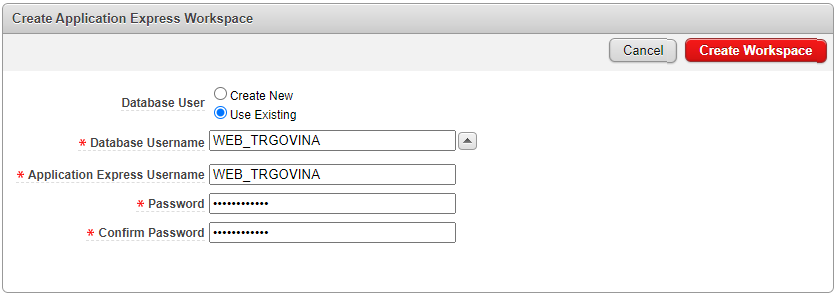 Create Application Express Workspace
Cancel Create Workspace
Database User Create New
Use Existing
* Database Username WEB_TRGOVINA
* Application Express Username WEB_TRGOVINA
* Password ••••••••••••
* Confirm Password ••••••••••••